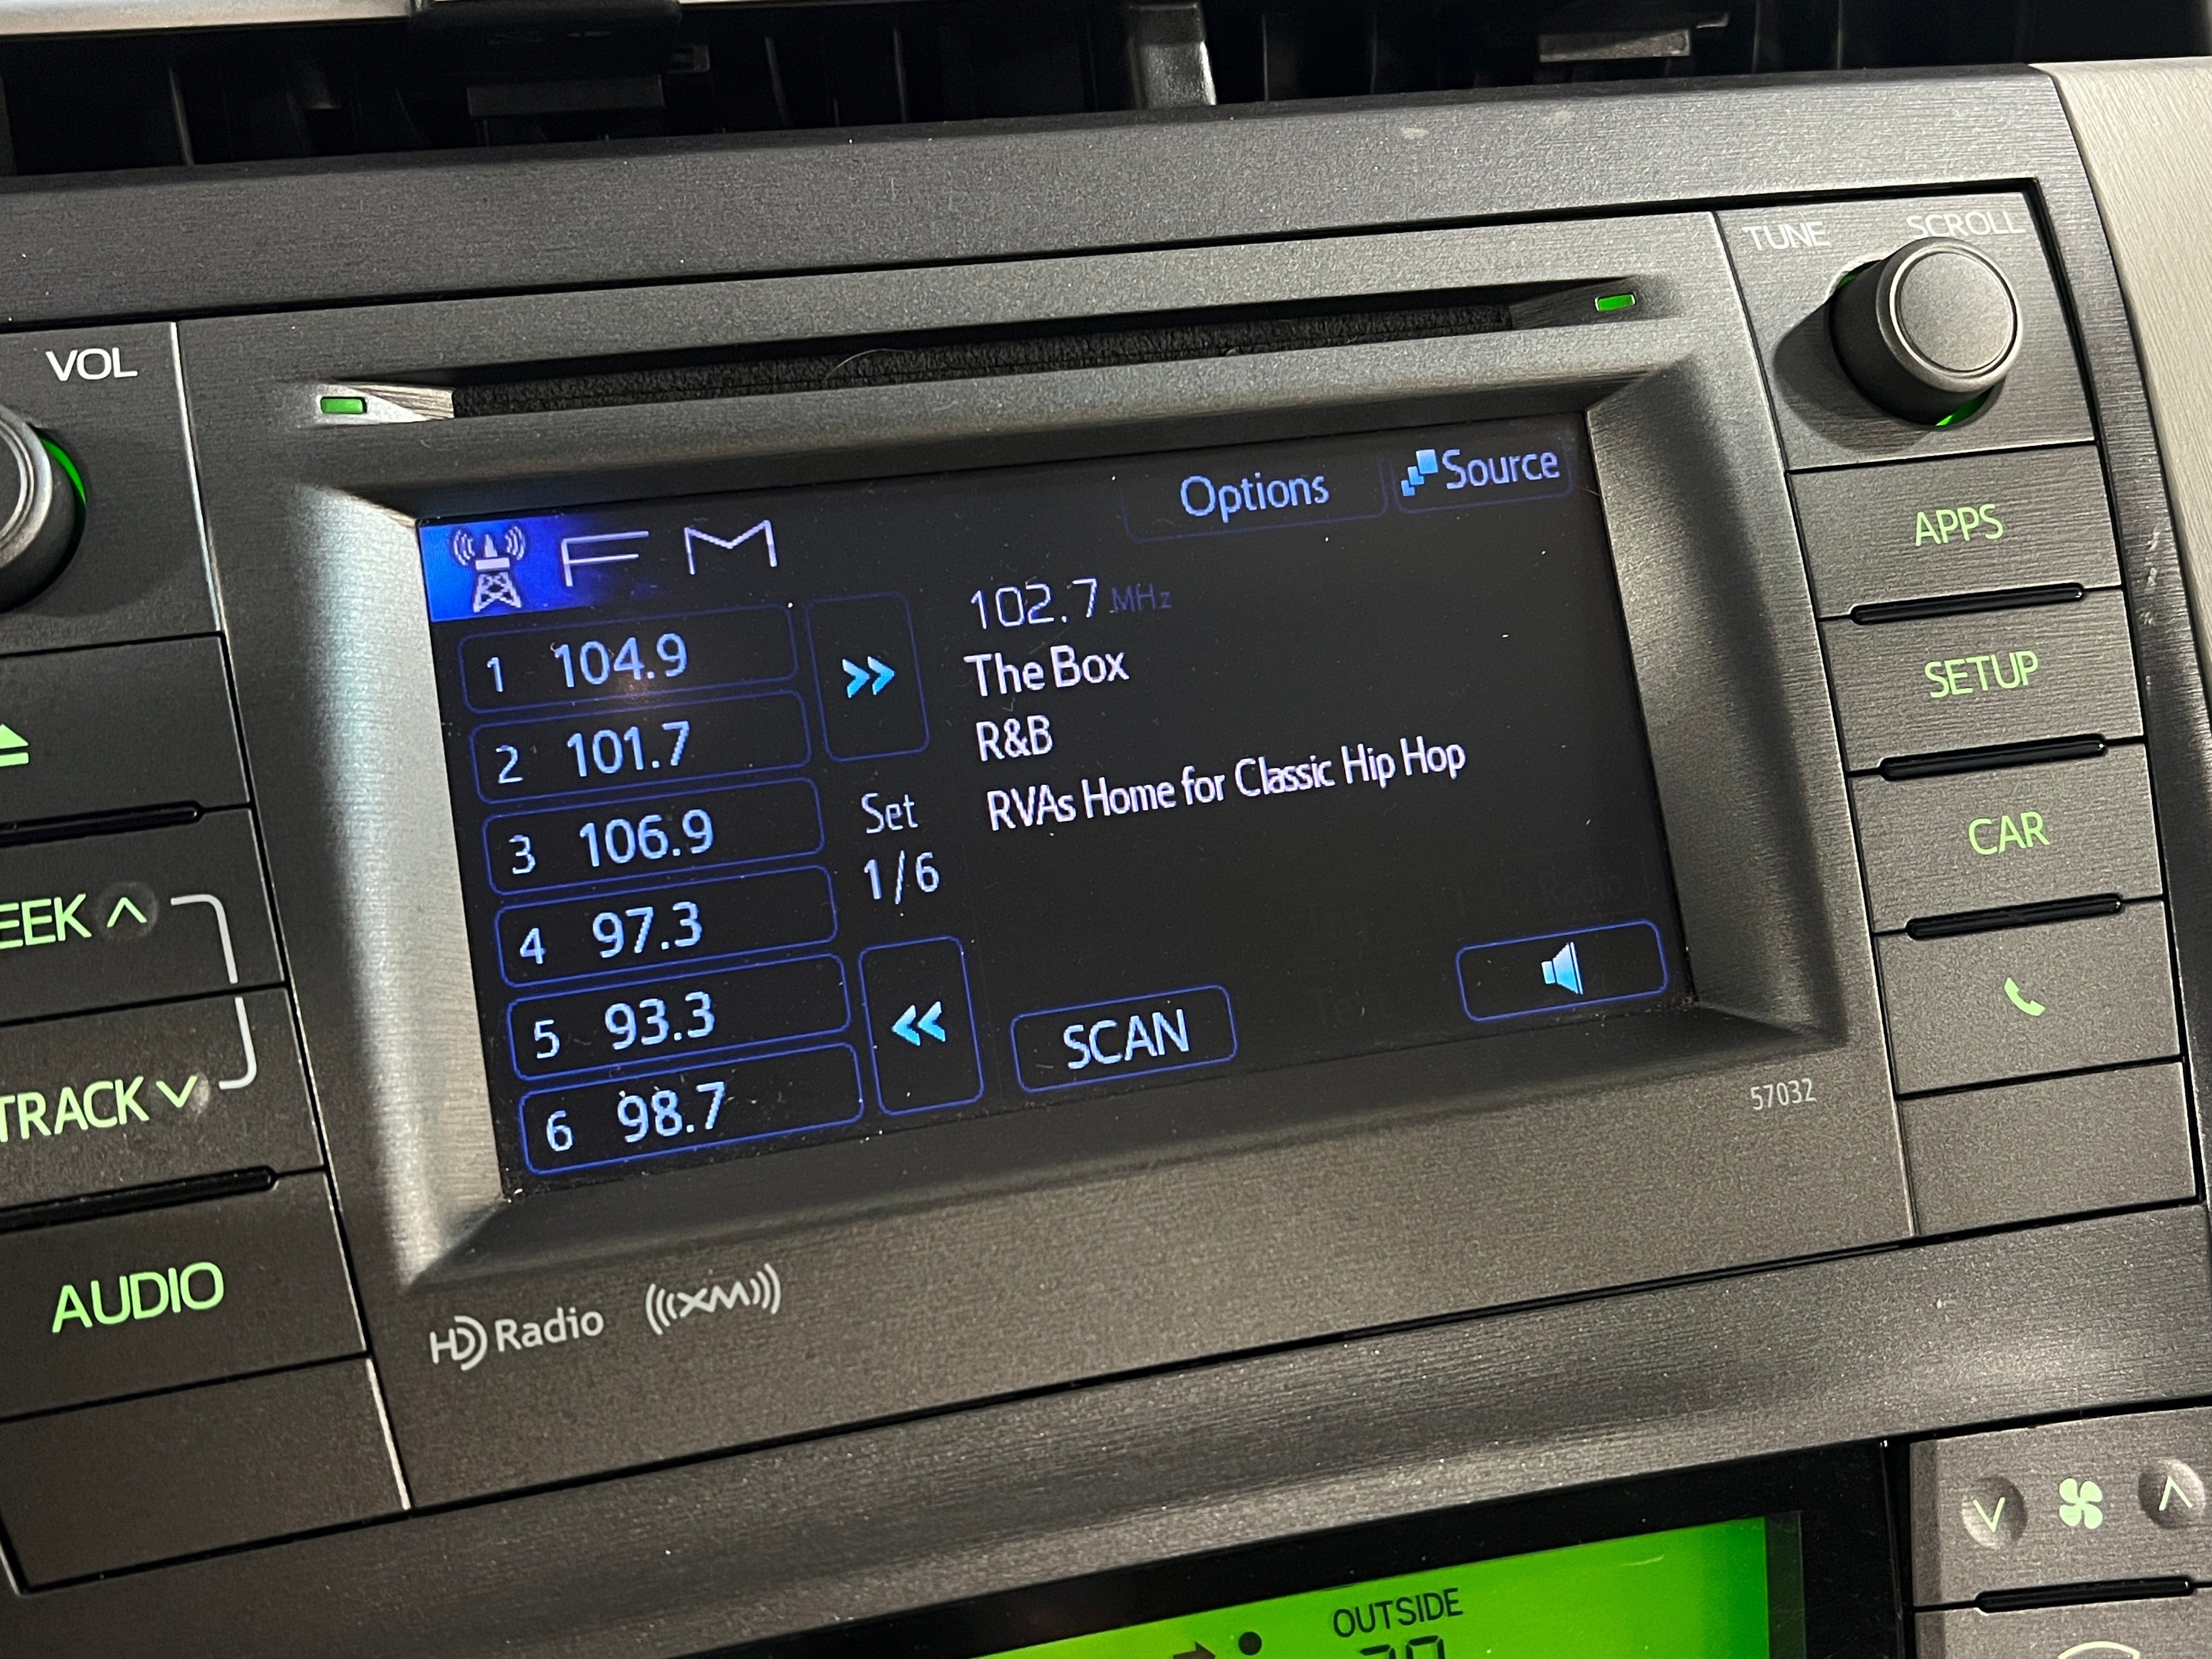 TUNE SCROLL
VOL
Options Source
FM
102.7 MHz
The Box
R&B
RVAs Home for Classic Hip Hop
1 104.9
2 101.7
3 106.9
4 97.3
5 93.3
6 98.7
Set
1/6
SCAN
APPS
SETUP
CAR
EEK
TRACK
AUDIO
57032
HD Radio XM
OUTSIDE